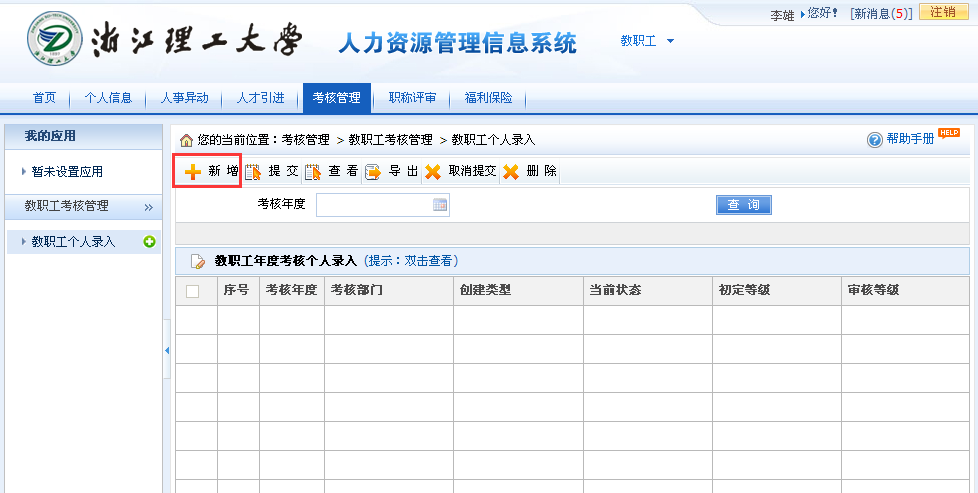 李雄 您好! [新消息(5)] 注销
浙江理工大学 人力资源管理信息系统 教职工
首页 个人信息 人事异动 人才引进 考核管理 职称评审 福利保险
我的应用
暂未设置应用
教职工考核管理 »
教职工个人录入
您的当前位置：考核管理 > 教职工考核管理 > 教职工个人录入 帮助手册 HELP
新 增 提 交 查 看 导 出 取消提交 删 除
考核年度 查 询
教职工年度考核个人录入 (提示：双击查看)
序号 考核年度 考核部门 创建类型 当前状态 初定等级 审核等级